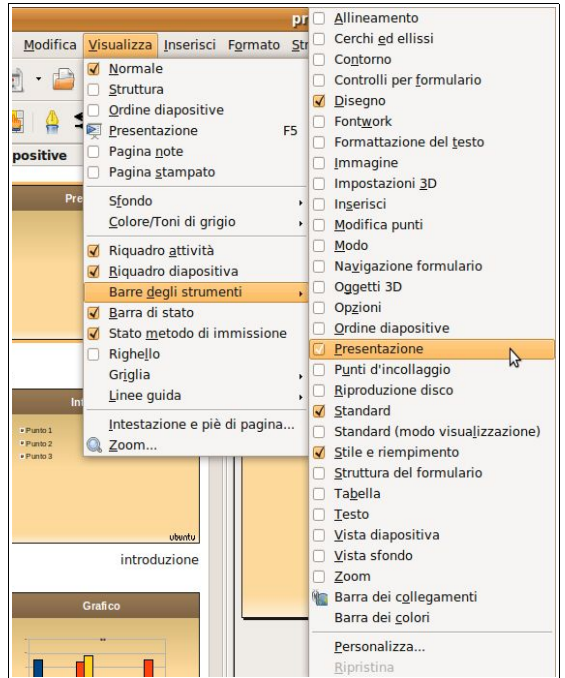 pr
Modifica Visualizza Inserisci Formato Str
Normale
Struttura
Ordine diapositive
Presentazione F5
Pagina note
Pagina stampato
Sfondo
Colore/Toni di grigio
Riquadro attività
Riquadro diapositiva
Barre degli strumenti
Barra di stato
Stato metodo di immissione
Righello
Griglia
Linee guida
Intestazione e piè di pagina...
Zoom...
Allineamento
Cerchi ed ellissi
Contorno
Controlli per formulario
Disegno
Fontwork
Formattazione del testo
Immagine
Impostazioni 3D
Inserisci
Modifica punti
Modo
Navigazione formulario
Oggetti 3D
Opzioni
Ordine diapositive
Presentazione
Punti d'incollaggio
Riproduzione disco
Standard
Standard (modo visualizzazione)
Stile e riempimento
Struttura del formulario
Tabella
Testo
Vista diapositiva
Vista sfondo
Zoom
Barra dei collegamenti
Barra dei colori
Personalizza...
Ripristina
positive
Pre
Int
Punto 1
Punto 2
Punto 3
ubuntu
introduzione
Grafico